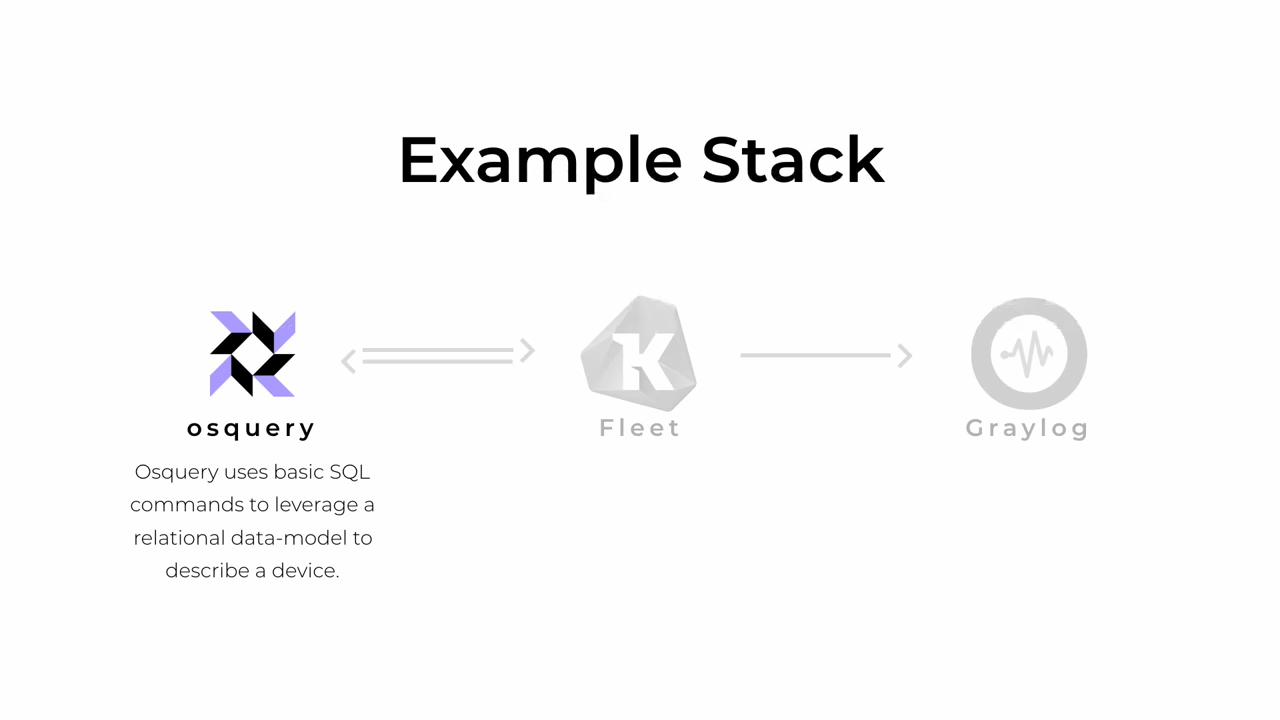 Example Stack
K
osquery
Fleet
Graylog
Osquery uses basic SQL
commands to leverage a
relational data-model to
describe a device.